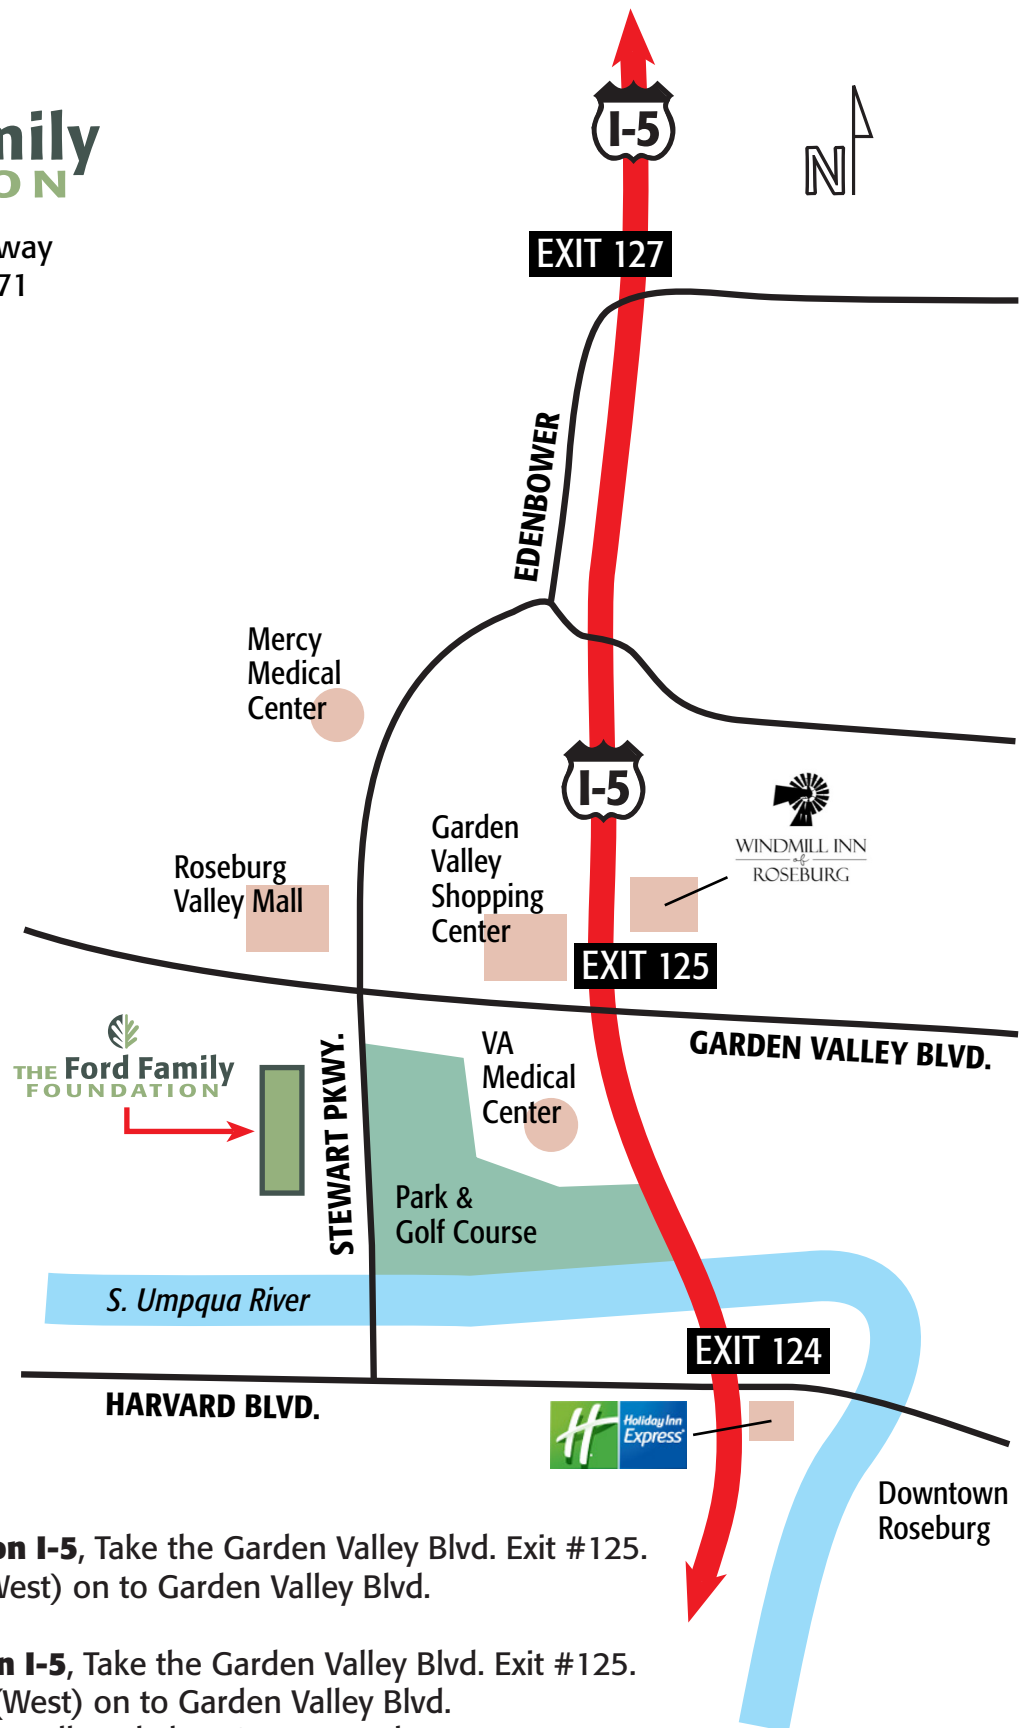 mily
ON
way
71
I-5
N
EXIT 127
EDENBOWER
Mercy
Medical
Center
I-5
WINDMILL INN
of
ROSEBURG
Garden
Valley
Shopping
Center
Roseburg
Valley Mall
EXIT 125
GARDEN VALLEY BLVD.
THE Ford Family
FOUNDATION
STEWART PKWY.
VA
Medical
Center
Park &
Golf Course
S. Umpqua River
EXIT 124
HARVARD BLVD.
H
Holiday Inn
Express
Downtown
Roseburg
on I-5, Take the Garden Valley Blvd. Exit #125.
West) on to Garden Valley Blvd.
n I-5, Take the Garden Valley Blvd. Exit #125.
(West) on to Garden Valley Blvd.